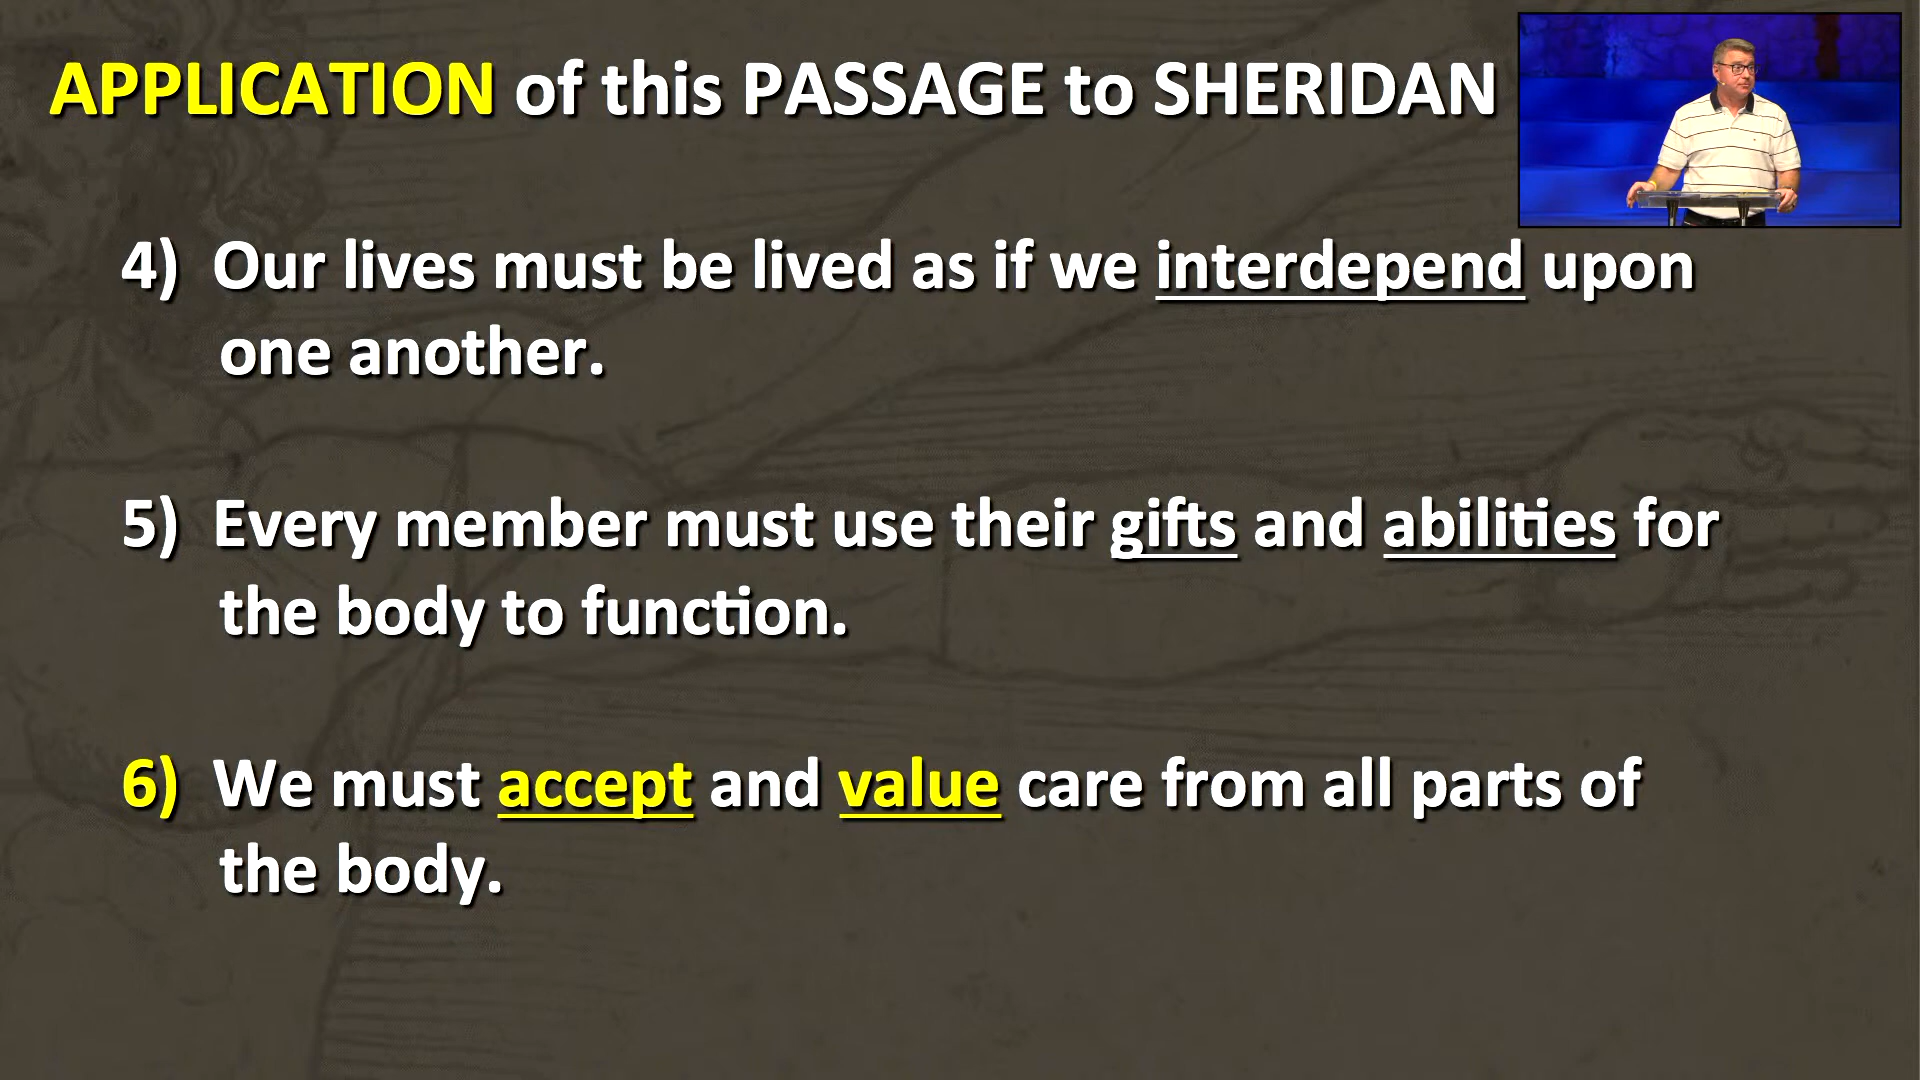 APPLICATION of this PASSAGE to SHERIDAN
4) Our lives must be lived as if we interdepend upon
one another.
5) Every member must use their gifts and abilities for
the body to function.
6) We must accept and value care from all parts of
the body.